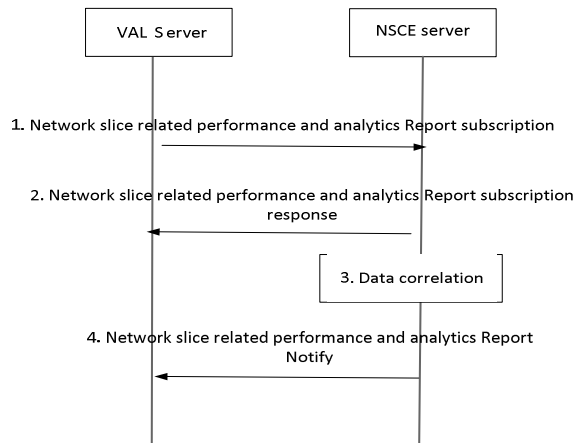 VAL Server
NSCE server
1. Network slice related performance and analytics Report subscription
2. Network slice related performance and analytics Report subscription
response
3. Data correlation
4. Network slice related performance and analytics Report
Notify